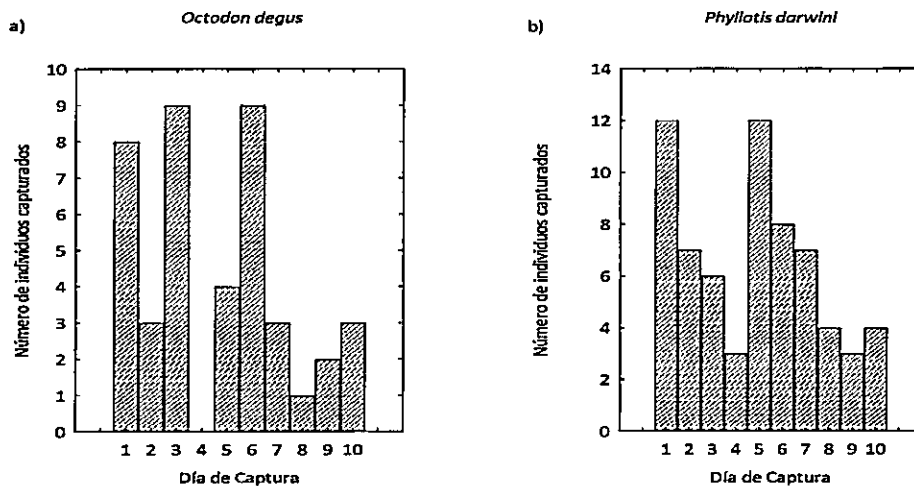 a)
Octodon degus
Número de individuos capturados
10
9
8
7
6
5
4
3
2
1
0
1 2 3 4 5 6 7 8 9 10
Día de Captura
b)
Phyllotis darwini
Número de individuos capturados
14
12
10
8
6
4
2
0
1 2 3 4 5 6 7 8 9 10
Día de Captura